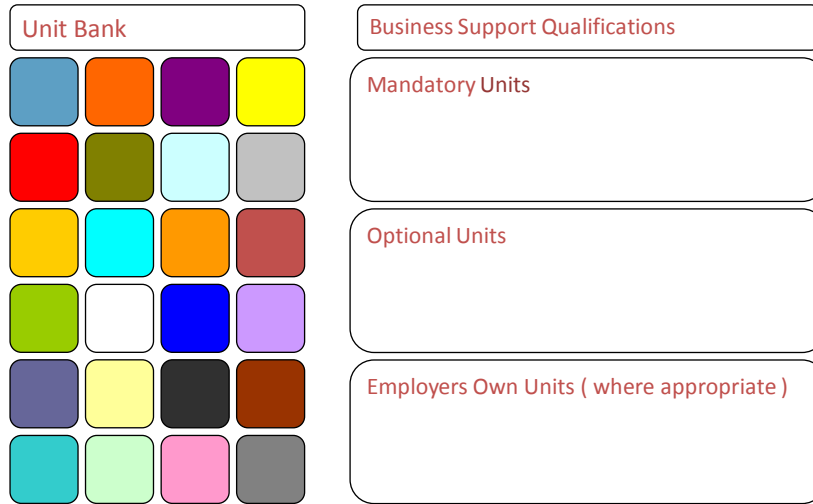 Unit Bank
Business Support Qualifications
Mandatory Units
Optional Units
Employers Own Units ( where appropriate )